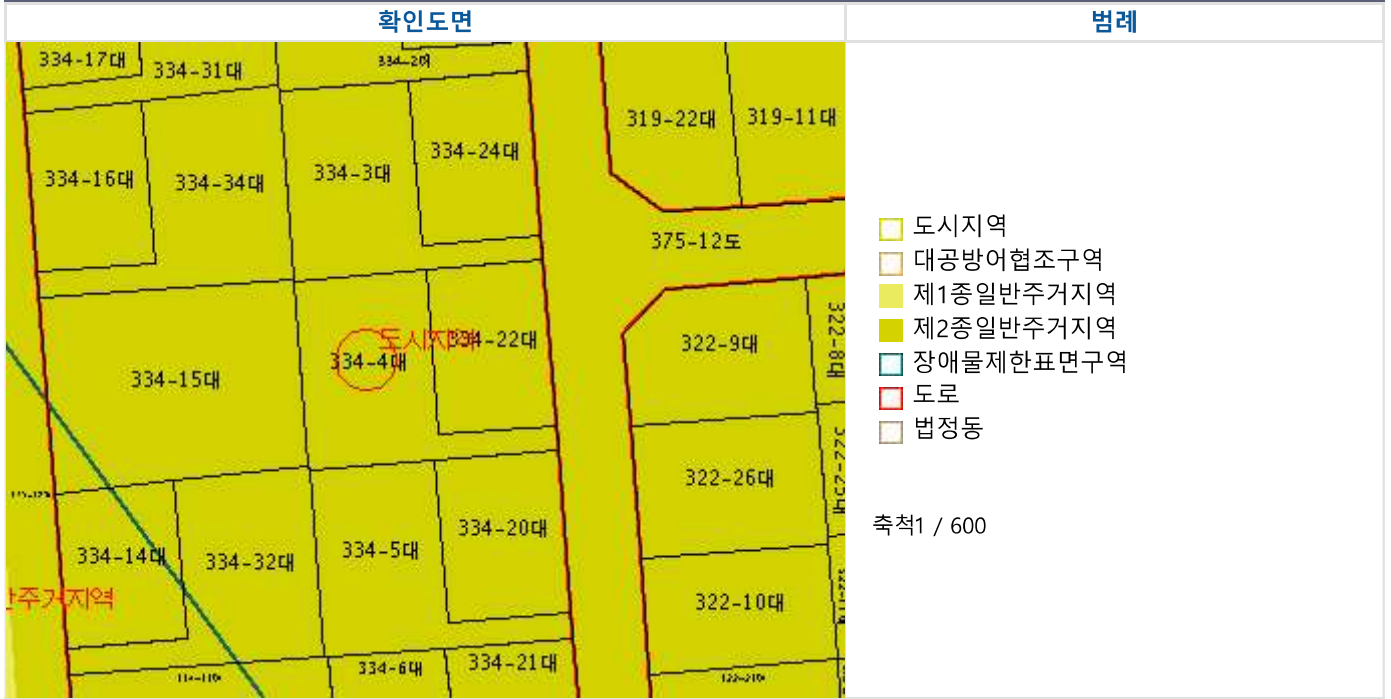 확인도면
범례
334-17대
334-31대
319-22대
319-11대
334-16대
334-34대
334-3대
334-24대
375-12도
도시지역
334-4대
334-22대
334-15대
322-9대
322-8대
322-26대
334-14대
334-32대
334-5대
334-20대
322-10대
334-6대
334-21대
주거지역
도시지역
대공방어협조구역
제1종일반주거지역
제2종일반주거지역
장애물제한표면구역
도로
법정동
축척1 / 600